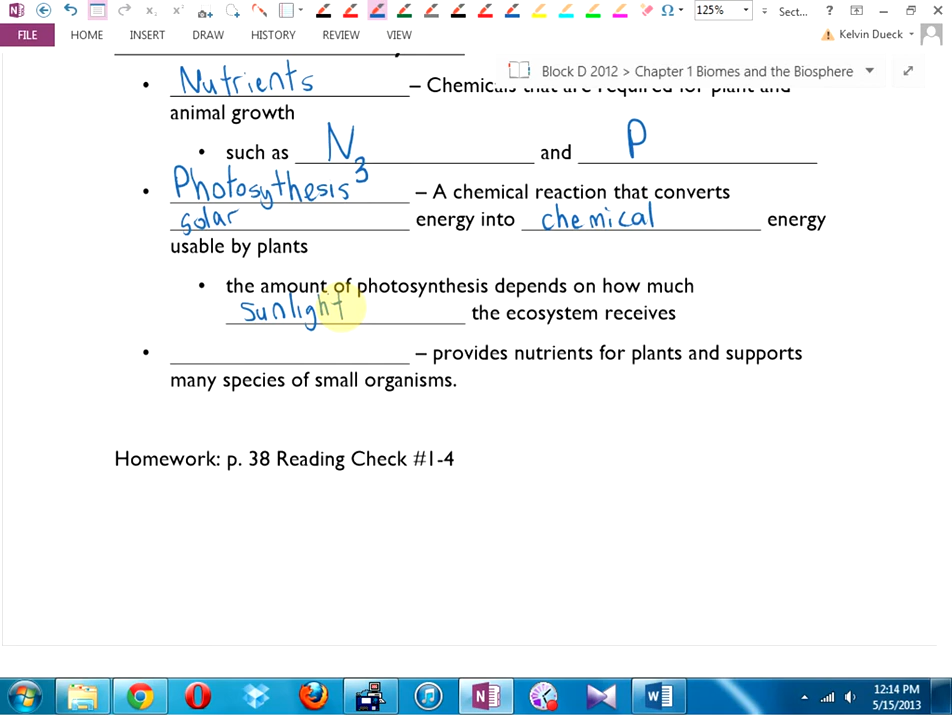 125%
Sect...
FILE HOME INSERT DRAW HISTORY REVIEW VIEW
Kelvin Dueck
Block D 2012 > Chapter 1 Biomes and the Biosphere
• Nutrients – Chemicals that are required for plant and
animal growth
• such as N and P
3
• Photosythesis – A chemical reaction that converts
solar energy into chemical energy
usable by plants
• the amount of photosynthesis depends on how much
sunlight the ecosystem receives
• – provides nutrients for plants and supports
many species of small organisms.
Homework: p. 38 Reading Check #1-4
12:14 PM
5/15/2013